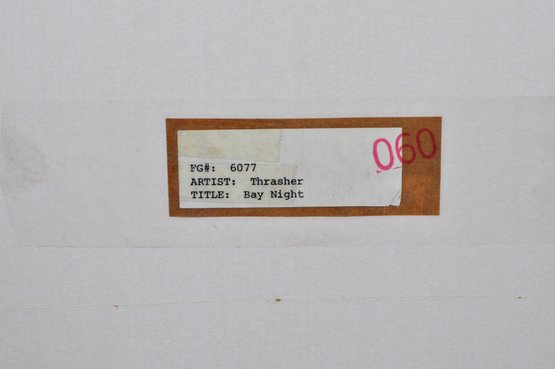 060
FG#: 6077
ARTIST: Thrasher
TITLE: Bay Night